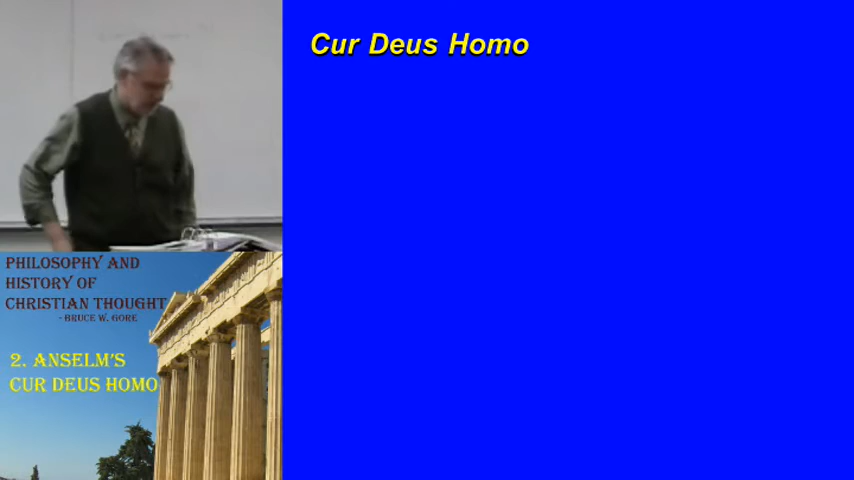 Cur Deus Homo
PHILOSOPHY AND
HISTORY OF
CHRISTIAN THOUGHT
- BRUCE W. GORE
2. ANSELM'S
CUR DEUS HOMO